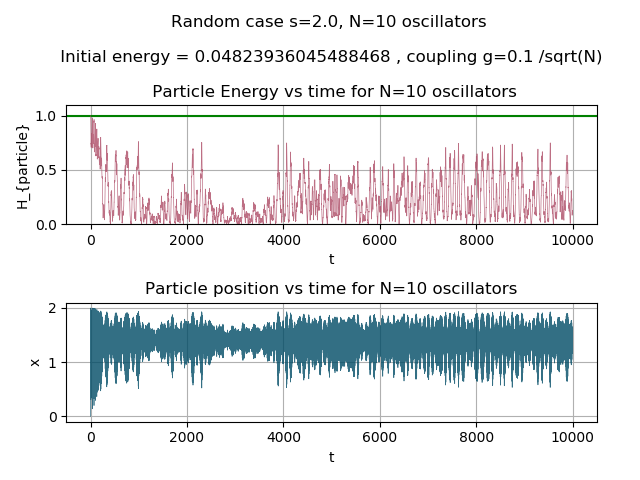 Random case s=2.0, N=10 oscillators
Initial energy = 0.04823936045488468 , coupling g=0.1 /sqrt(N)
Particle Energy vs time for N=10 oscillators
1.0
0.5
0.0
H_{particle}
0 2000 4000 6000 8000 10000
t
Particle position vs time for N=10 oscillators
2
1
0
x
0 2000 4000 6000 8000 10000
t